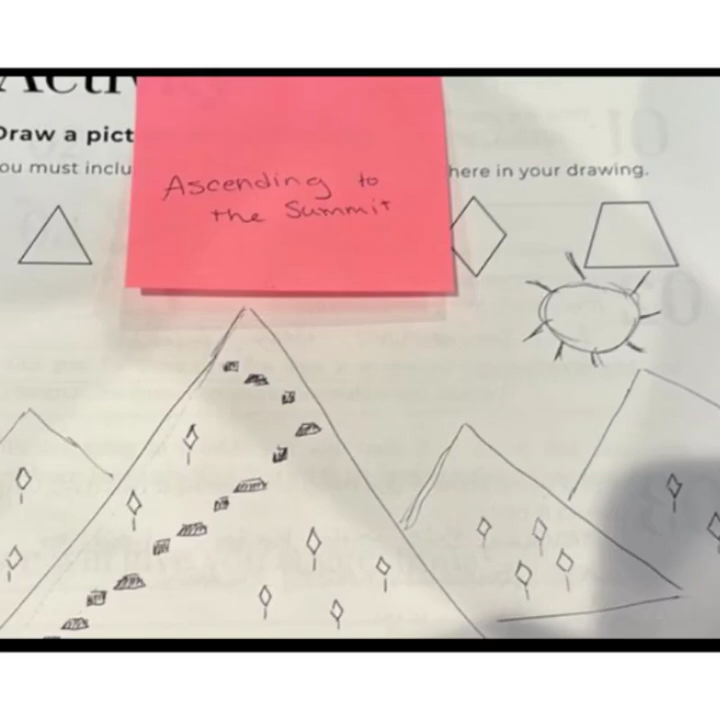 Draw a pict
ou must inclu
here in your drawing.
Ascending to
the Summit